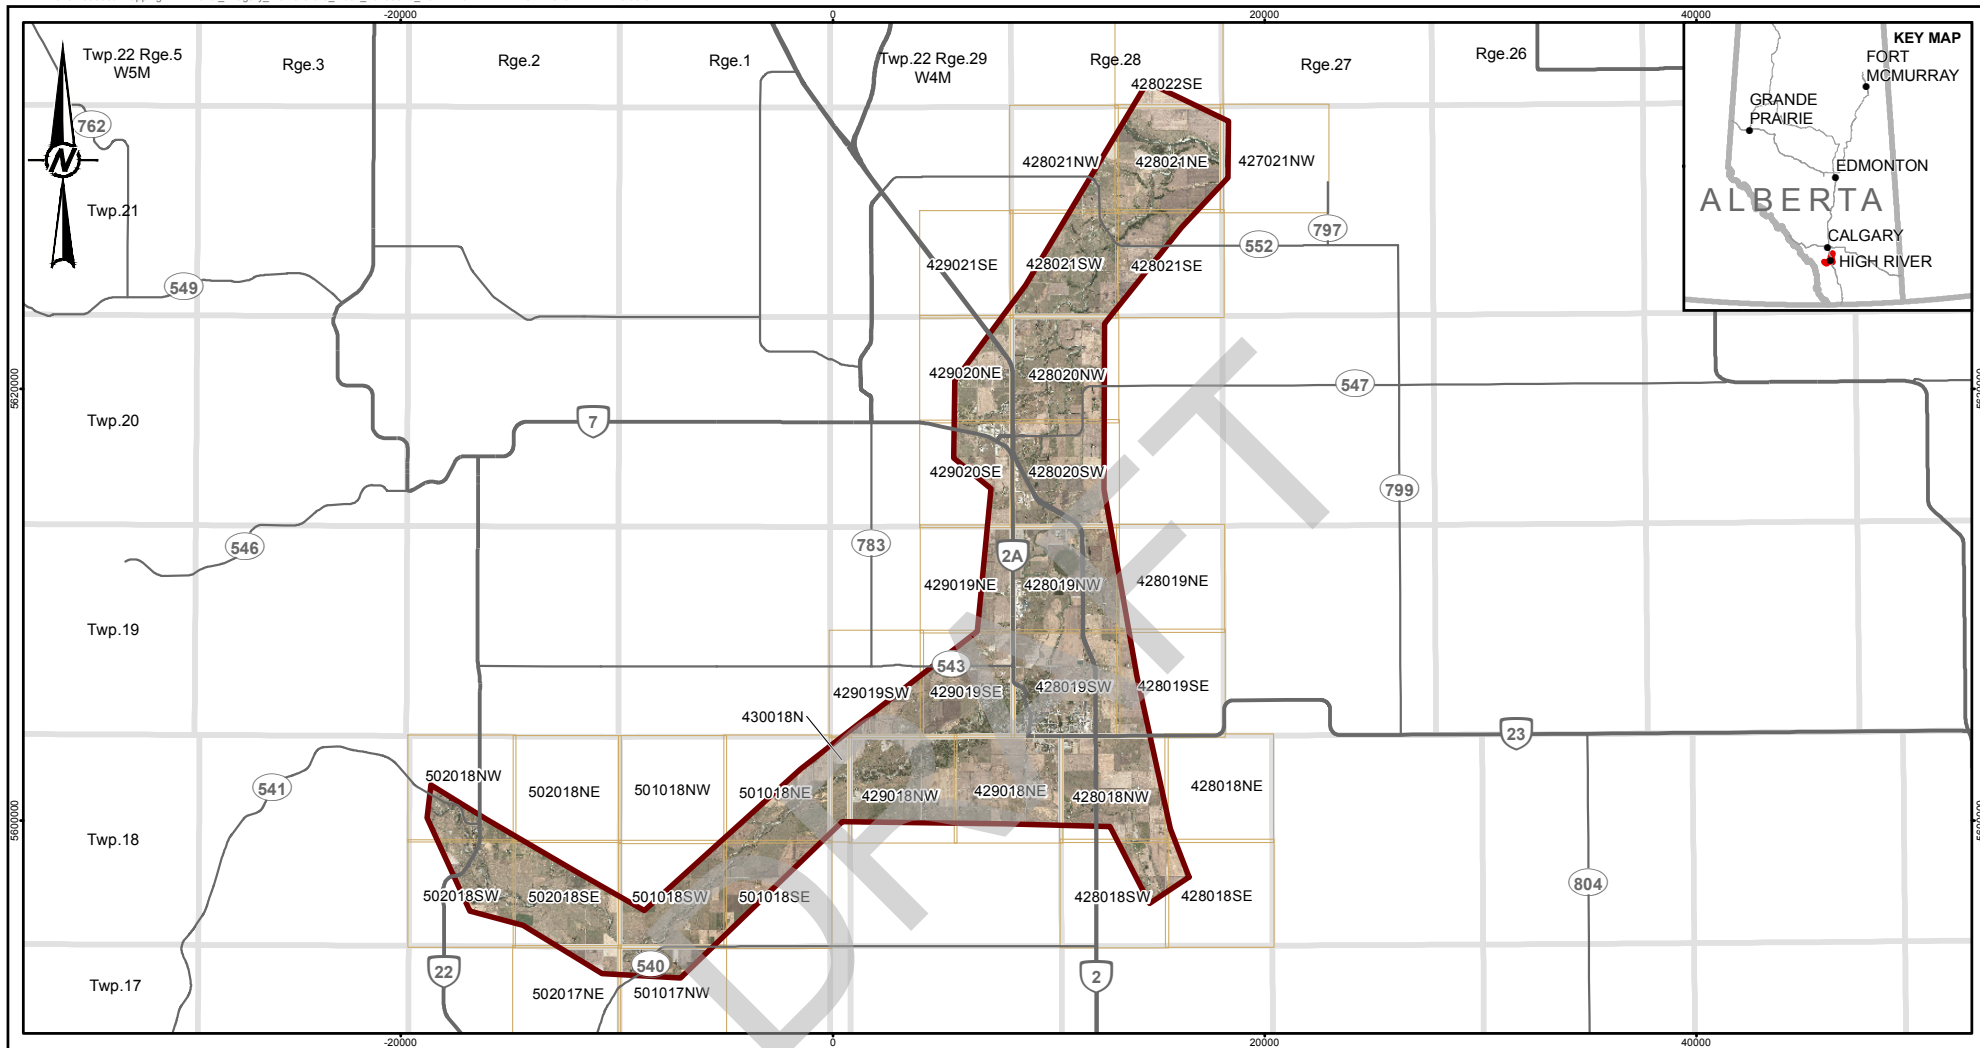 -20000
0
20000
40000
Twp.22 Rge.5
W5M
Rge.3
Rge.2
Rge.1
Twp.22 Rge.29
W4M
Rge.28
Rge.27
Rge.26
KEY MAP
FORT
MCMURRAY
GRANDE
PRAIRIE
EDMONTON
ALBERTA
CALGARY
HIGH RIVER
N
762
428022SE
428021NW
428021NE
427021NW
Twp.21
797
552
549
429021SE
428021SW
428021SE
5620000
5620000
429020NE
428020NW
547
Twp.20
7
429020SE
428020SW
799
546
783
2A
429019NE
428019NW
428019NE
Twp.19
543
429019SW
429019SE
428019SW
428019SE
430018N
23
541
502018NW
502018NE
501018NW
501018NE
429018NW
429018NE
428018NW
428018NE
5600000
5600000
Twp.18
502018SW
502018SE
501018SW
501018SE
428018SW
428018SE
804
22
540
2
Twp.17
502017NE
501017NW
DRAFT
-20000
0
20000
40000